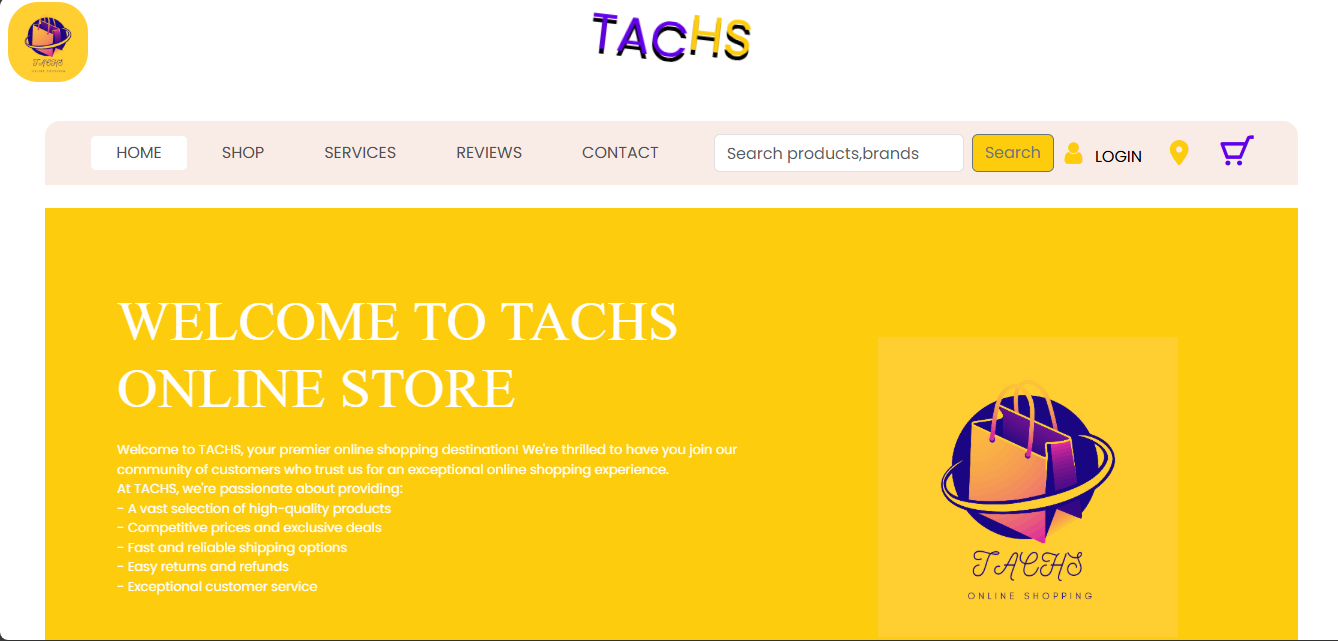 TACHS
ONLINE SHOPPING
TACHS
HOME SHOP SERVICES REVIEWS CONTACT Search products,brands Search LOGIN
WELCOME TO TACHS
ONLINE STORE
Welcome to TACHS, your premier online shopping destination! We're thrilled to have you join our
community of customers who trust us for an exceptional online shopping experience.
At TACHS, we're passionate about providing:
- A vast selection of high-quality products
- Competitive prices and exclusive deals
- Fast and reliable shipping options
- Easy returns and refunds
- Exceptional customer service
TACHS
ONLINE SHOPPING